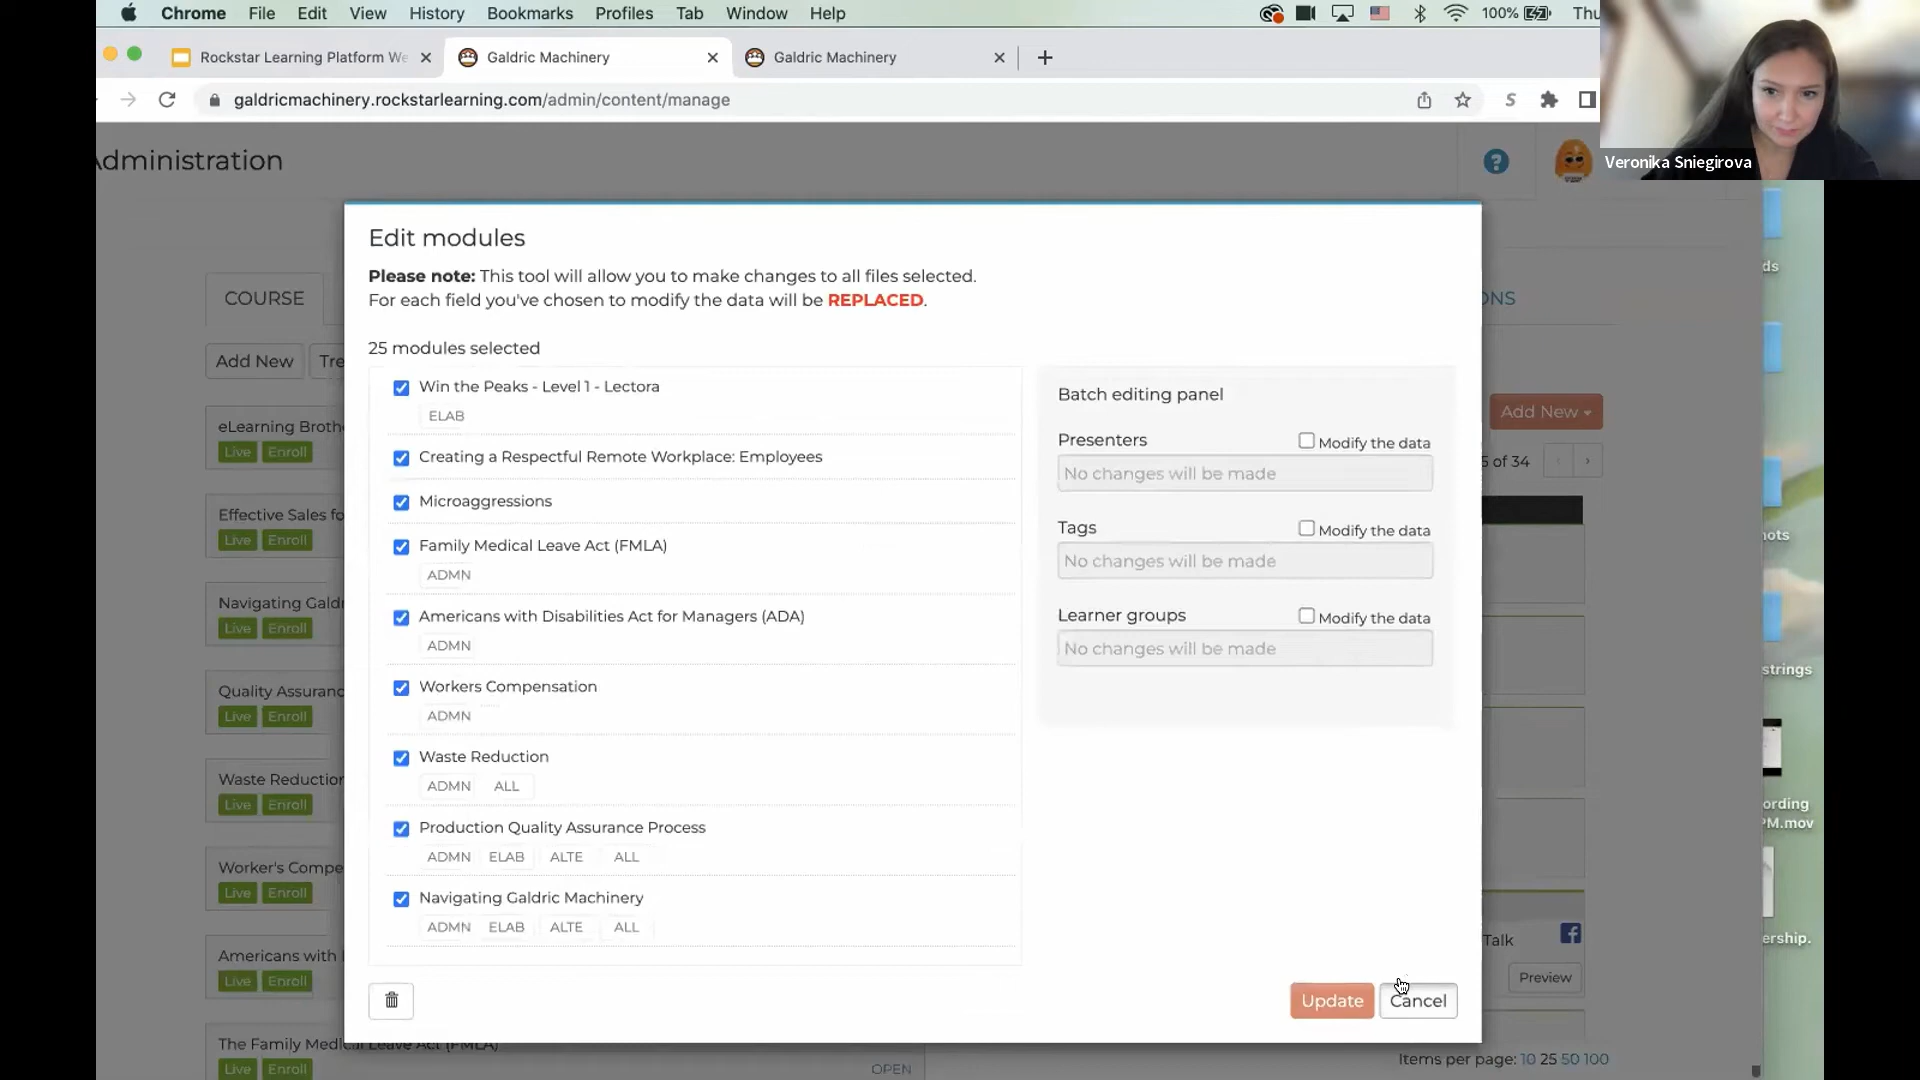 Chrome File Edit View History Bookmarks Profiles Tab Window Help 100% Thu
Rockstar Learning Platform We Galdric Machinery Galdric Machinery
galdricmachinery.rockstarlearning.com/admin/content/manage
Veronika Sniegirova
Administration
Edit modules
Please note: This tool will allow you to make changes to all files selected.
For each field you've chosen to modify the data will be REPLACED.
25 modules selected
Win the Peaks - Level 1 - Lectora
ELAB
Creating a Respectful Remote Workplace: Employees
Microaggressions
Family Medical Leave Act (FMLA)
ADMN
Americans with Disabilities Act for Managers (ADA)
ADMN
Workers Compensation
ADMN
Waste Reduction
ADMN ALL
Production Quality Assurance Process
ADMN ELAB ALTE ALL
Navigating Galdric Machinery
ADMN ELAB ALTE ALL
Batch editing panel
Presenters Modify the data
No changes will be made
Tags Modify the data
No changes will be made
Learner groups Modify the data
No changes will be made
Update Cancel
COURSE
Add New Tre
eLearning Broth
Live Enroll
Effective Sales fo
Live Enroll
Navigating Gald
Live Enroll
Quality Assuranc
Live Enroll
Waste Reduction
Live Enroll
Worker's Compe
Live Enroll
Americans with
Live Enroll
The Family Medical Leave Act (FMLA)
Live Enroll OPEN
ONS
Add New
5 of 34
Talk
Preview
Items per page: 10 25 50 100
ds
ots
strings
ording
PM.mov
ership.